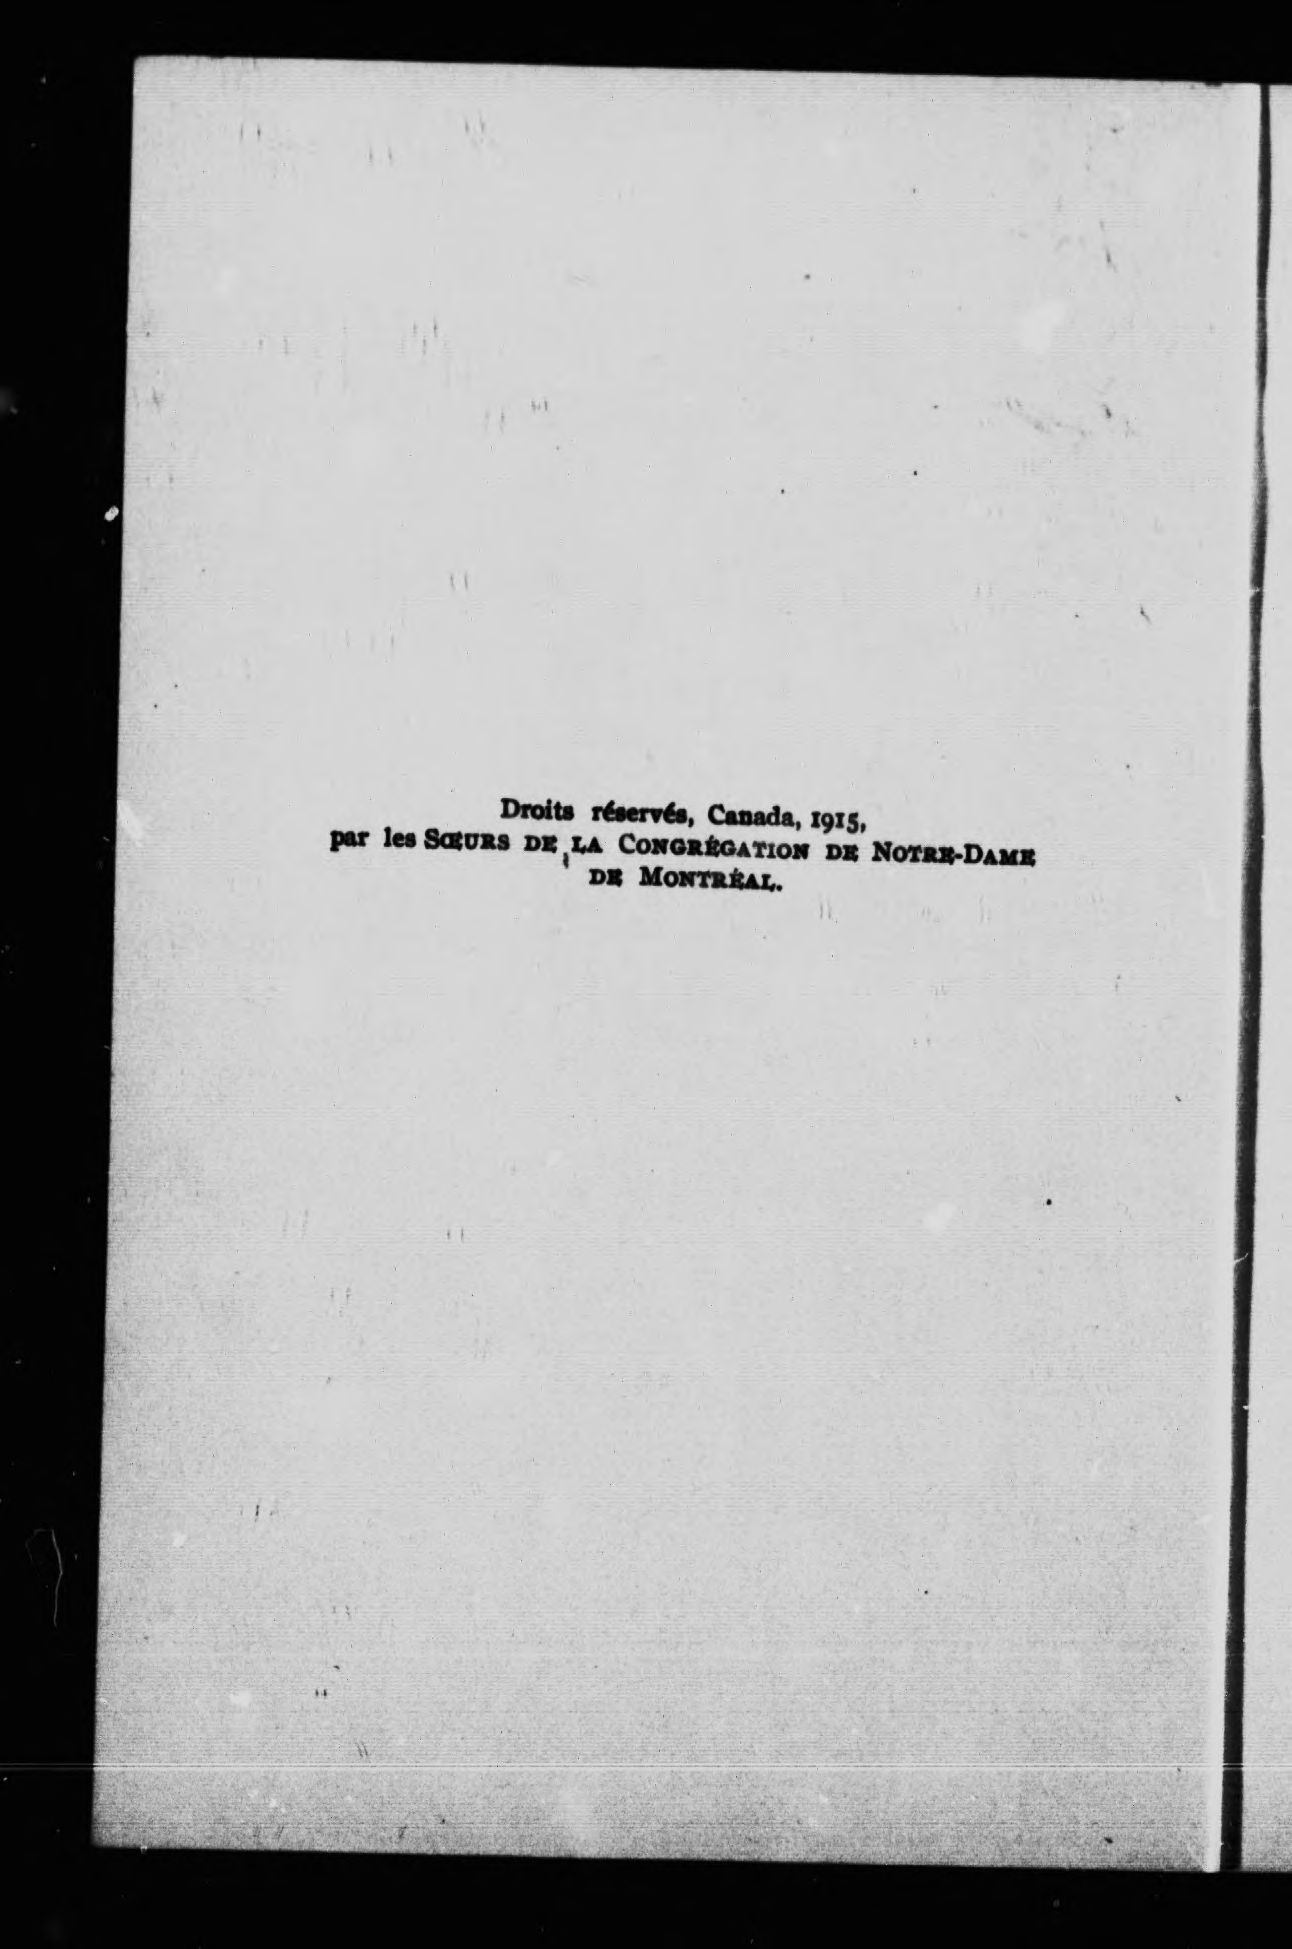 Droits réservés, Canada, 1915,
par les SŒURS DE LA CONGRÉGATION DE NOTRE-DAME
DE MONTRÉAL.